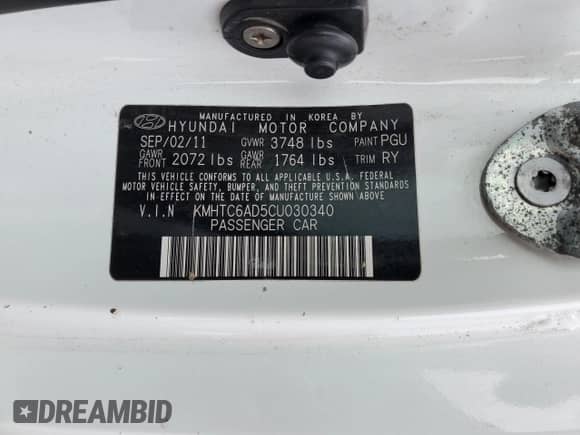 MANUFACTURED IN KOREA BY
HYUNDAI MOTOR COMPANY
SEP/02/11 GVWR 3748 lbs PAINT PGU
GAWR FRONT 2072 lbs GAWR REAR 1764 lbs TRIM RY
THIS VEHICLE CONFORMS TO ALL APPLICABLE U.S.A. FEDERAL
MOTOR VEHICLE SAFETY, BUMPER, AND THEFT PREVENTION STANDARDS
IN EFFECT ON THE DATE OF MANUFACTURE SHOWN ABOVE.
V.I.N KMHTC6AD5CU030340
PASSENGER CAR
DREAMBID